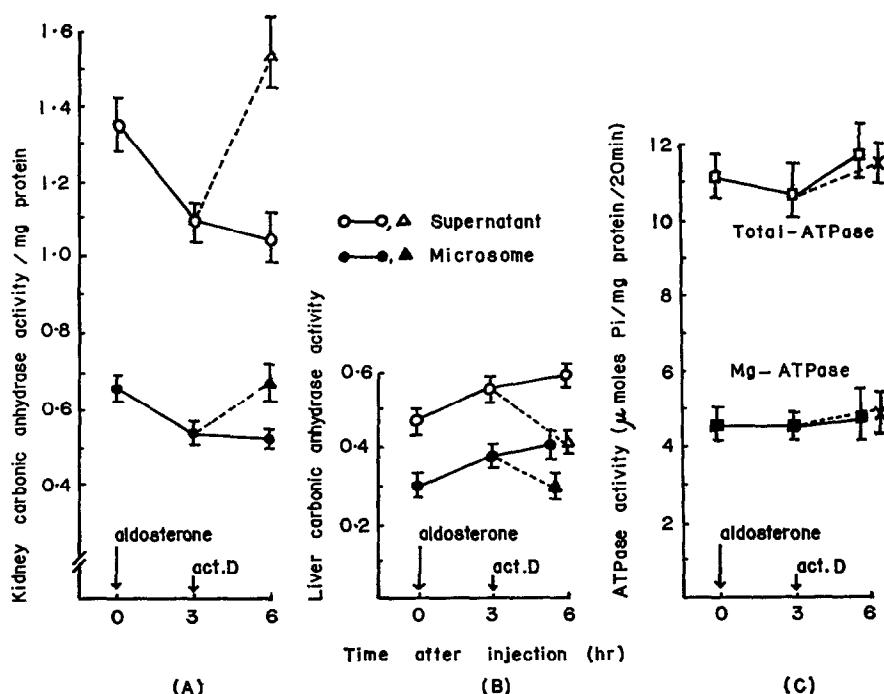 Kidney carbonic anhydrase activity / mg protein
1·6
1·4
1·2
1·0
0·8
0·6
0·4
aldosterone
act.D
0
3
6
(A)
Supernatant
Microsome
Liver carbonic anhydrase activity
0·6
0·4
0·2
aldosterone
act.D
0
3
6
Time after injection (hr)
(B)
ATPase activity (μ moles Pi/mg protein/20min)
12
10
8
6
4
2
Total-ATPase
Mg-ATPase
aldosterone
act.D
0
3
6
(C)